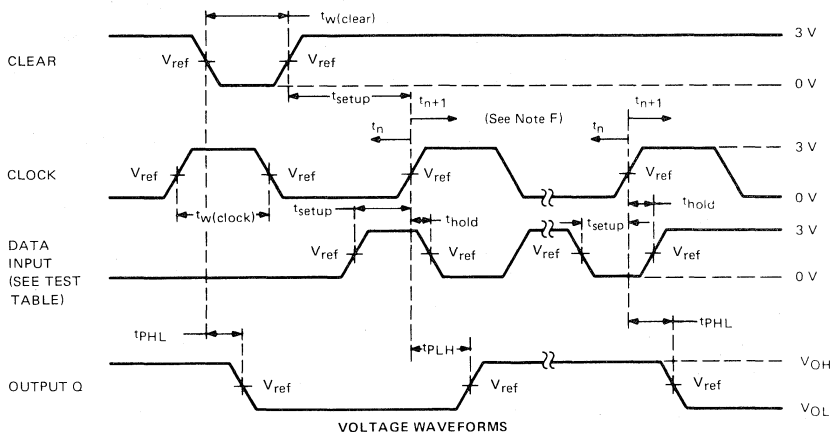 tw(clear)
3 V
CLEAR
Vref
Vref
0 V
tsetup
tn+1
(See Note F)
tn+1
tn
tn
3 V
CLOCK
Vref
Vref
Vref
Vref
0 V
tw(clock)
tsetup
thold
tsetup
thold
3 V
DATA
INPUT
(SEE TEST
TABLE)
Vref
Vref
Vref
Vref
0 V
tPHL
tPLH
tPHL
VOH
OUTPUT Q
Vref
Vref
Vref
VOL
VOLTAGE WAVEFORMS